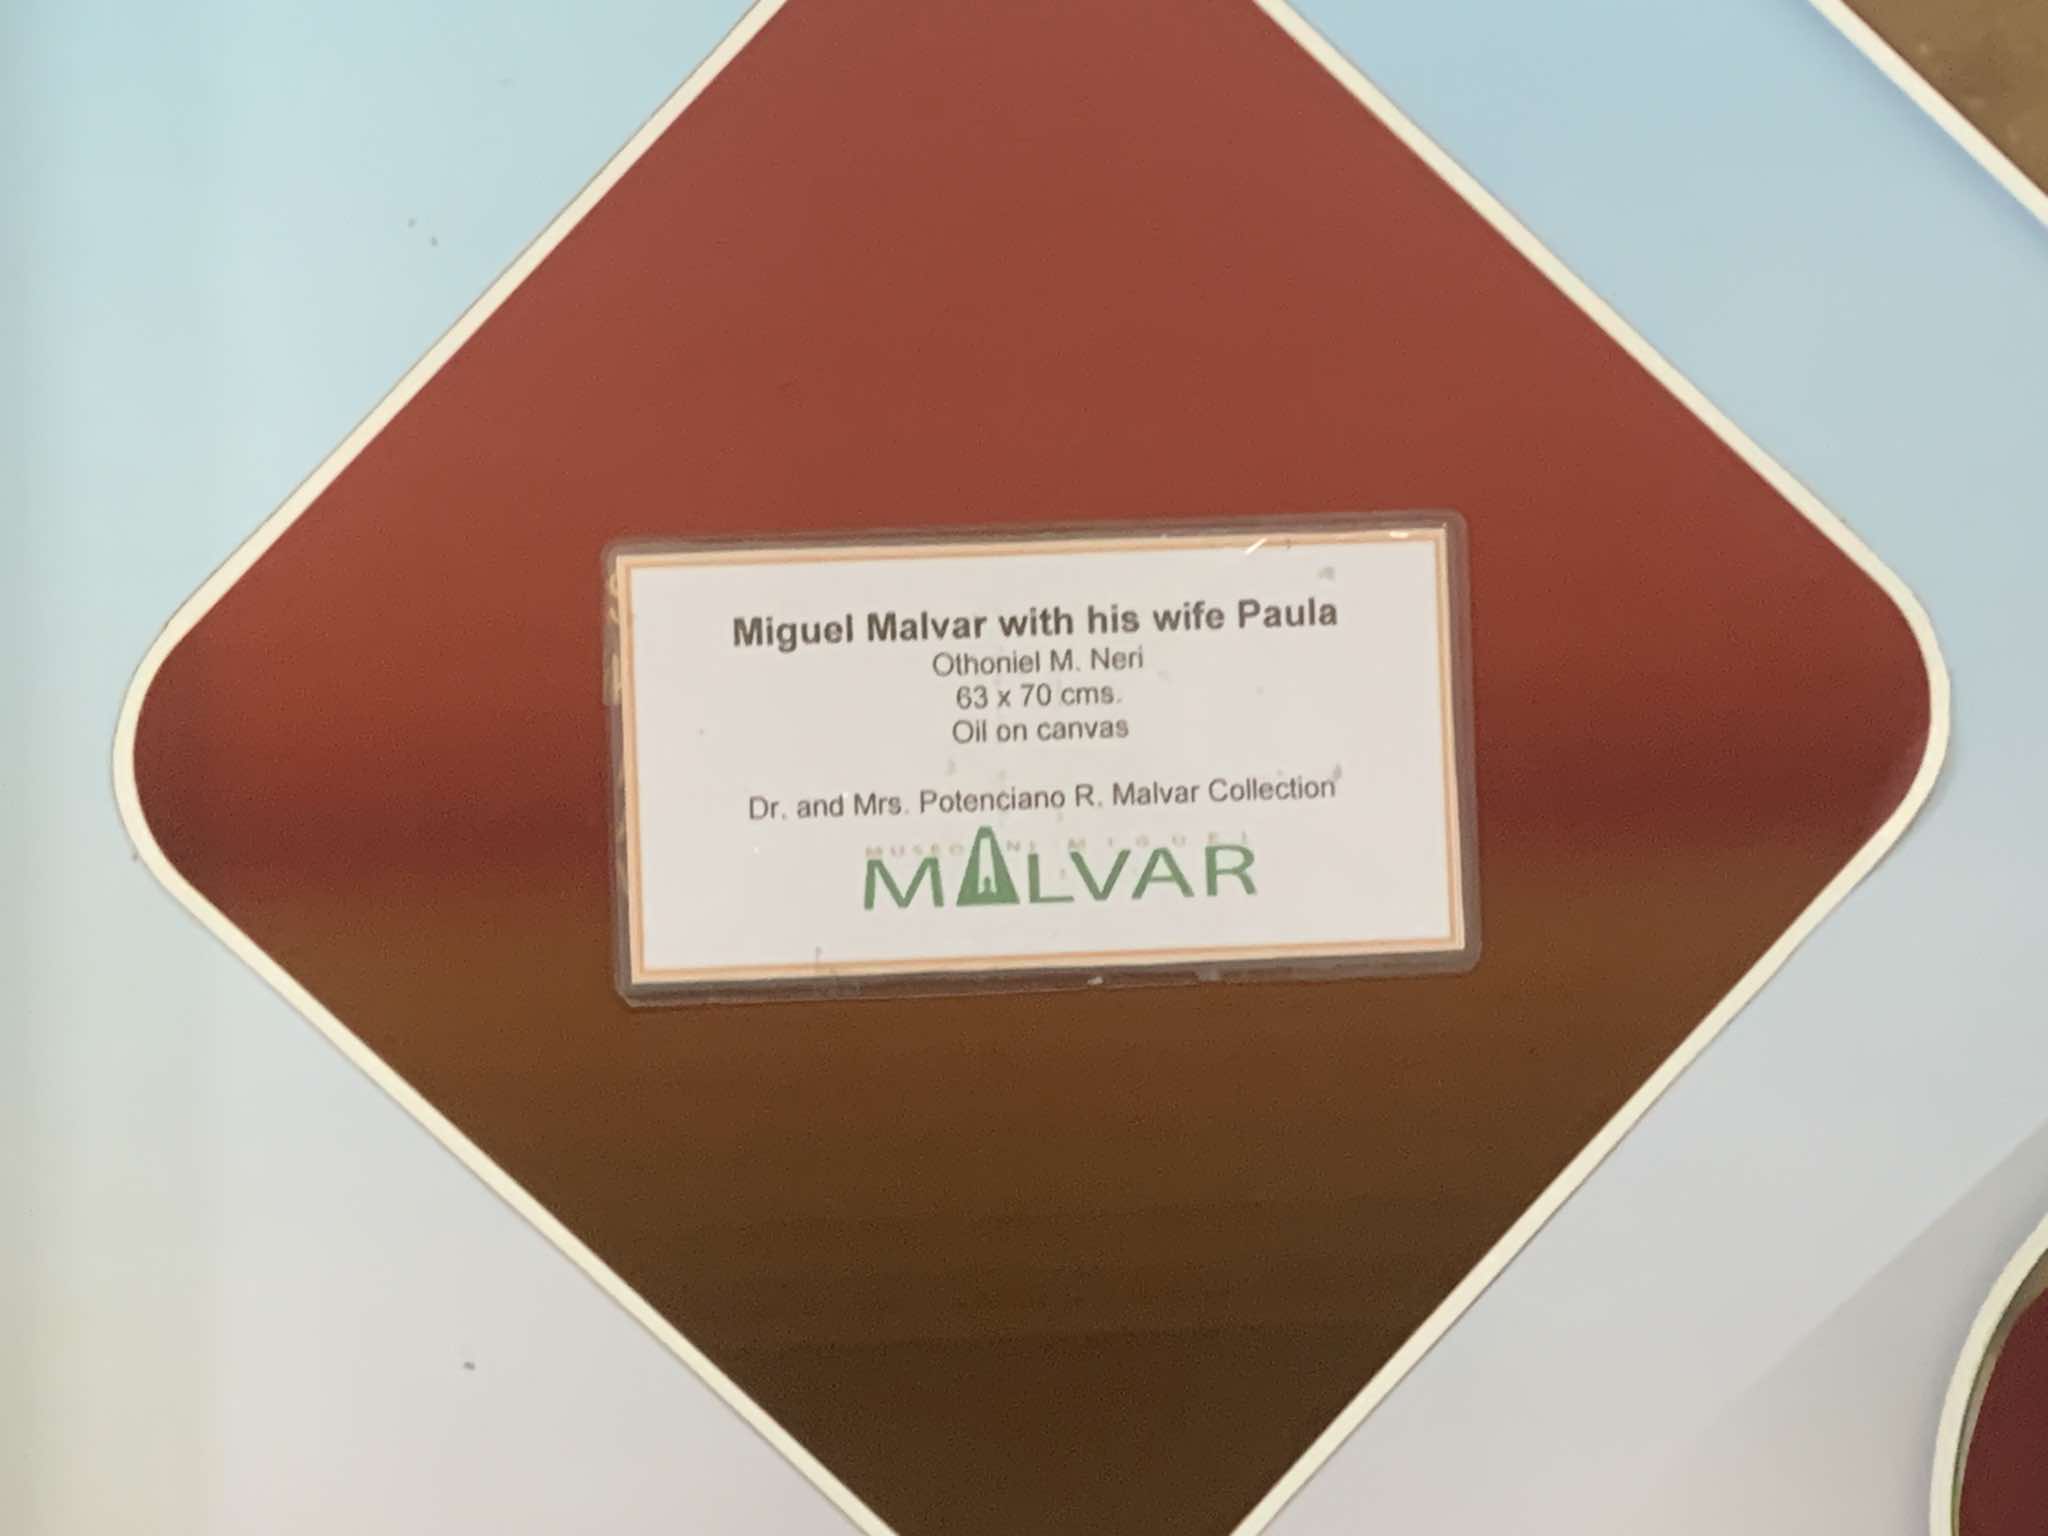 Miguel Malvar with his wife Paula
Othoniel M. Neri
63 x 70 cms.
Oil on canvas
Dr. and Mrs. Potenciano R. Malvar Collection
MUSEO NI MIGUEL
MALVAR